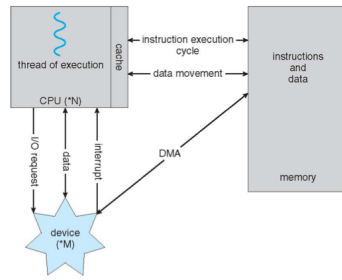 thread of execution
cache
CPU (*N)
instruction execution
cycle
data movement
instructions
and
data
memory
I/O request
data
interrupt
DMA
device
(*M)